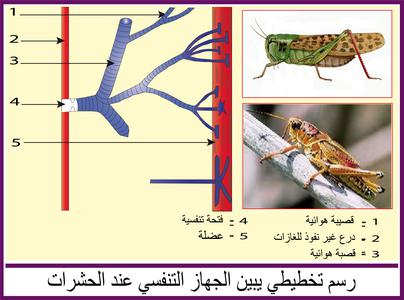 1
2
3
4
5
1 - قصيبة هوائية
2 - درع غير نفوذ للغازات
3 - قصبة هوائية
4 - فتحة تنفسية
5 - عضلة
رسم تخطيطي يبين الجهاز التنفسي عند الحشرات